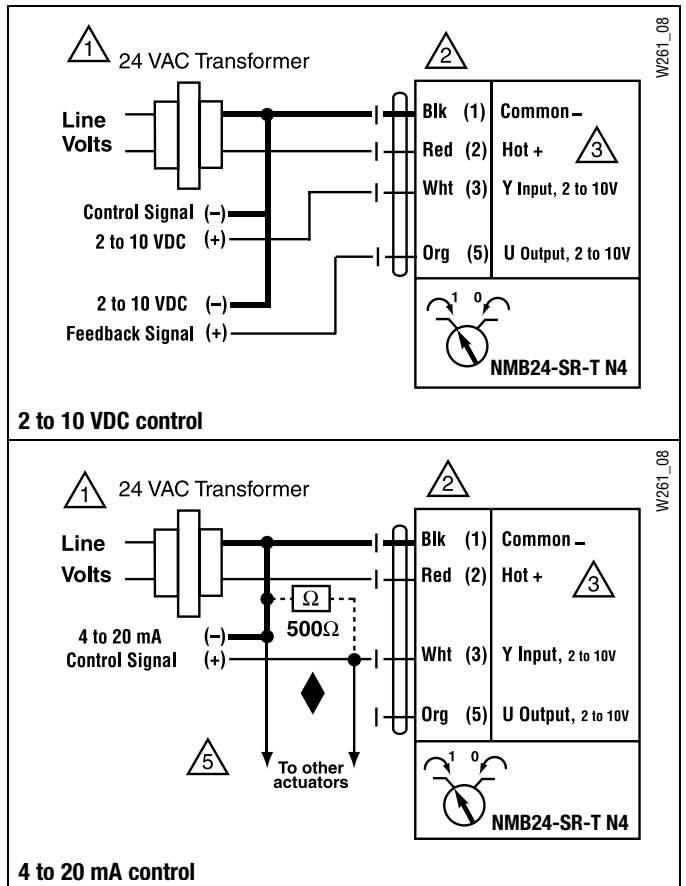 W261_08
1 24 VAC Transformer 2
Line Volts
Blk (1) Common –
Red (2) Hot + 3
Wht (3) Y Input, 2 to 10V
Control Signal (–)
2 to 10 VDC (+)
Org (5) U Output, 2 to 10V
2 to 10 VDC (–)
Feedback Signal (+)
1 0
NMB24-SR-T N4
2 to 10 VDC control
W261_08
1 24 VAC Transformer 2
Line Volts
Blk (1) Common –
Red (2) Hot + 3
Ω
500Ω
4 to 20 mA (–)
Control Signal (+)
Wht (3) Y Input, 2 to 10V
Org (5) U Output, 2 to 10V
5
To other
actuators
1 0
NMB24-SR-T N4
4 to 20 mA control